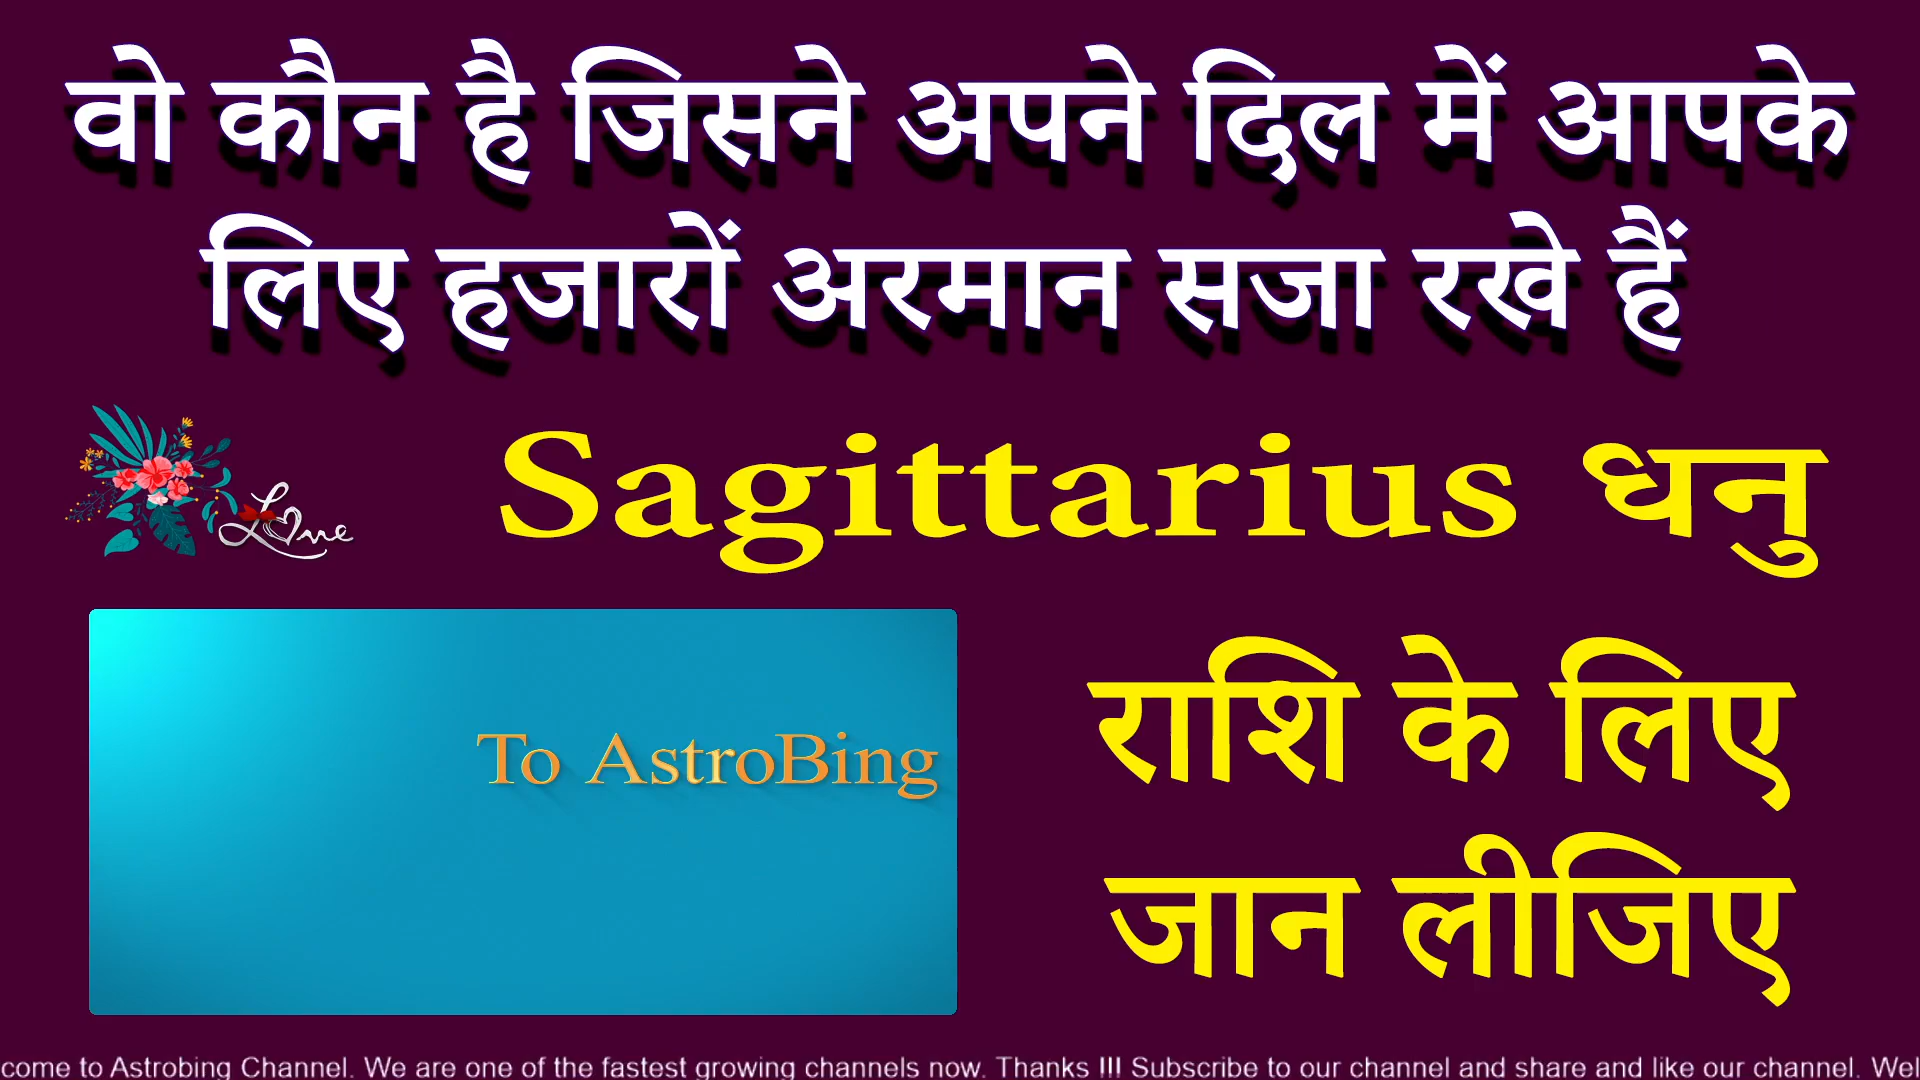 वो कौन है जिसने अपने दिल में आपके
लिए हजारों अरमान सजा रखे हैं
Love
Sagittarius धनु
राशि के लिए
जान लीजिए
To AstroBing
come to Astrobing Channel. We are one of the fastest growing channels now. Thanks !!! Subscribe to our channel and share and like our channel. Wel